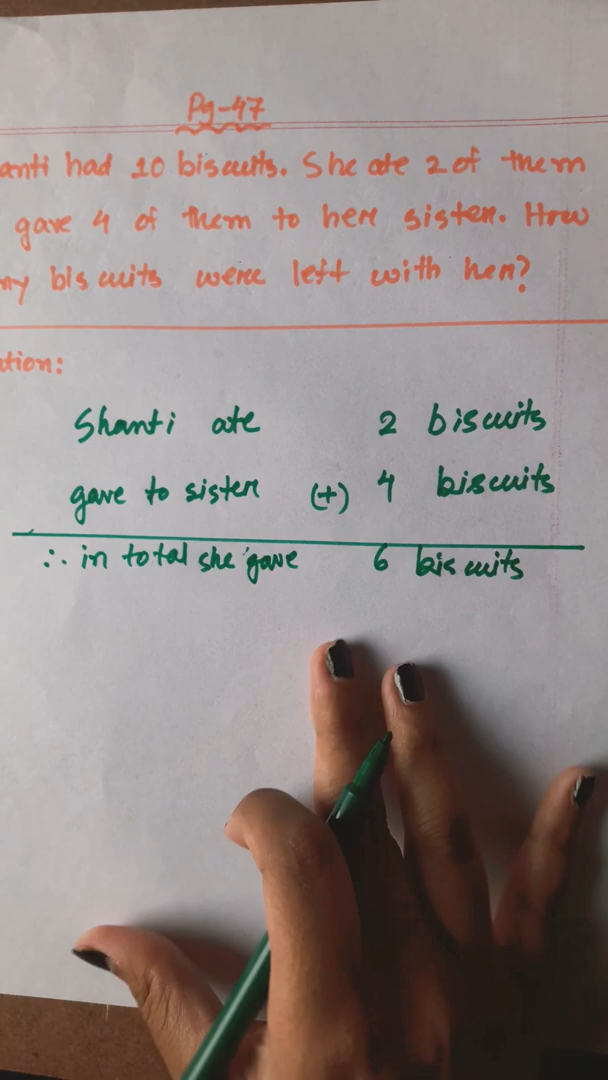 Pg-47
anti had 10 biscuits. She ate 2 of them
gave 4 of them to her sister. How
ny biscuits were left with her?
ation:
Shanti ate 2 biscuits
gave to sister (+) 4 biscuits
∴ in total she gave 6 biscuits